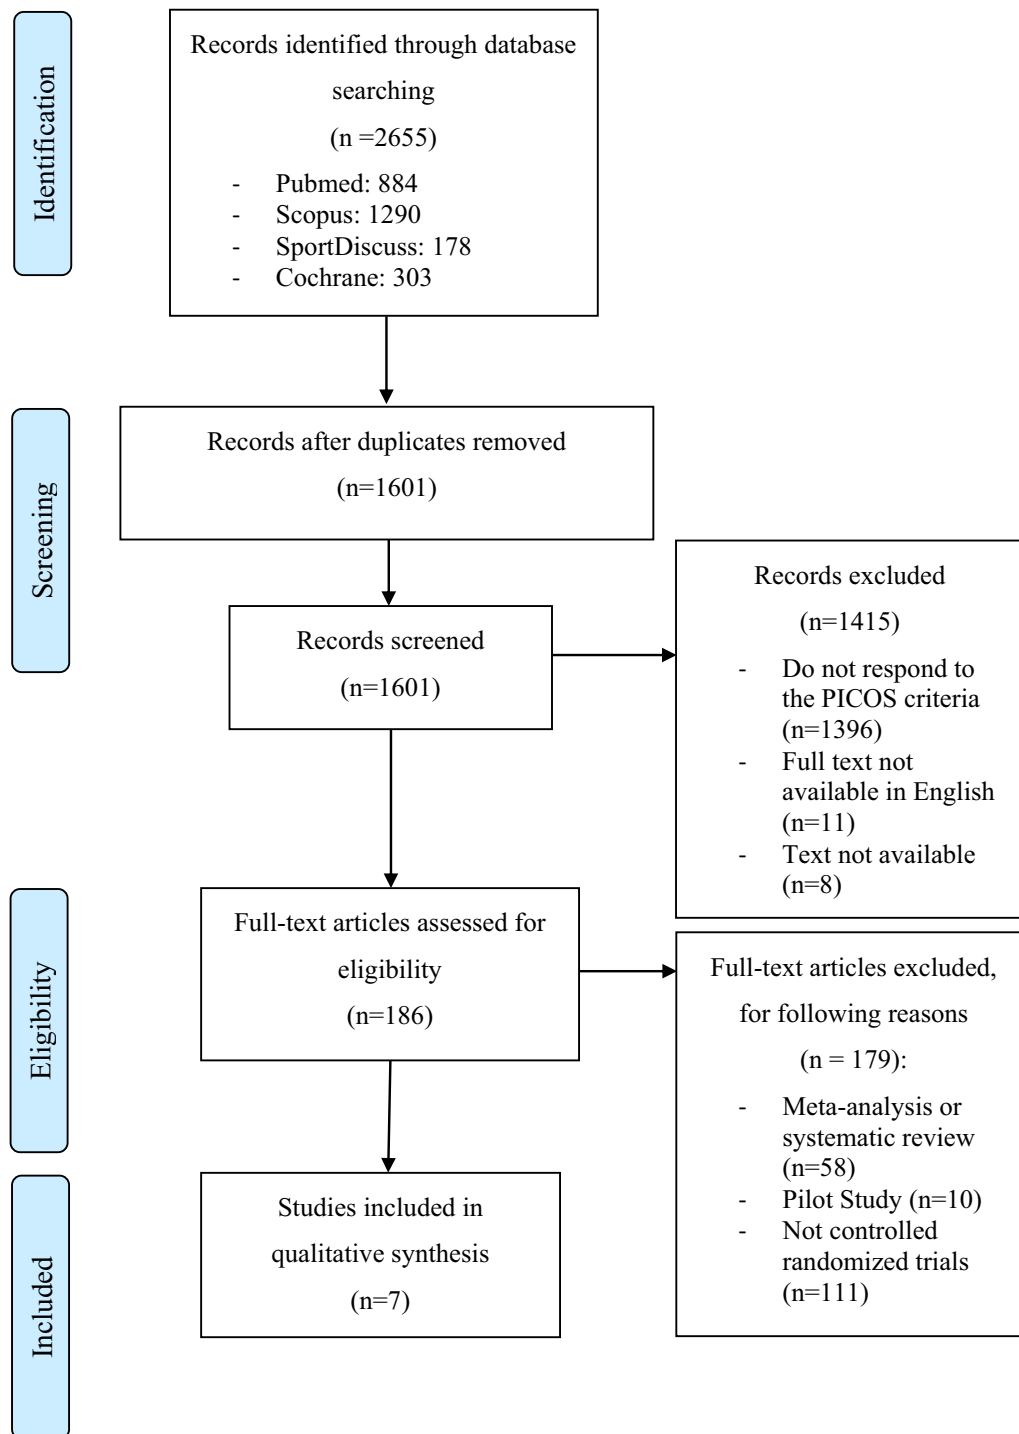 Identification
Records identified through database
searching
(n =2655)
- Pubmed: 884
- Scopus: 1290
- SportDiscuss: 178
- Cochrane: 303
Screening
Records after duplicates removed
(n=1601)
Records screened
(n=1601)
Records excluded
(n=1415)
- Do not respond to
the PICOS criteria
(n=1396)
- Full text not
available in English
(n=11)
- Text not available
(n=8)
Eligibility
Full-text articles assessed for
eligibility
(n=186)
Full-text articles excluded,
for following reasons
(n = 179):
- Meta-analysis or
systematic review
(n=58)
- Pilot Study (n=10)
- Not controlled
randomized trials
(n=111)
Included
Studies included in
qualitative synthesis
(n=7)